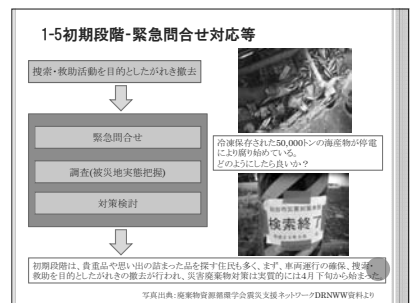 1-5初期段階-緊急問合せ対応等
捜索・救助活動を目的としたがれき撤去
緊急問合せ
調査(被災地実態把握)
対策検討
冷凍保存された50,000トンの海産物が停電
により腐り始めている。
どのようにしたら良いか?
検索終了
初期段階は、貴重品や思い出の詰まった品を探す住民も多く、まず、車両運行の確保、捜索・
救助を目的としたがれきの撤去が行われ、災害廃棄物対策は実質的には4月下旬から始まった
写真出典:廃棄物資源循環学会震災支援ネットワークDRNWW資料より